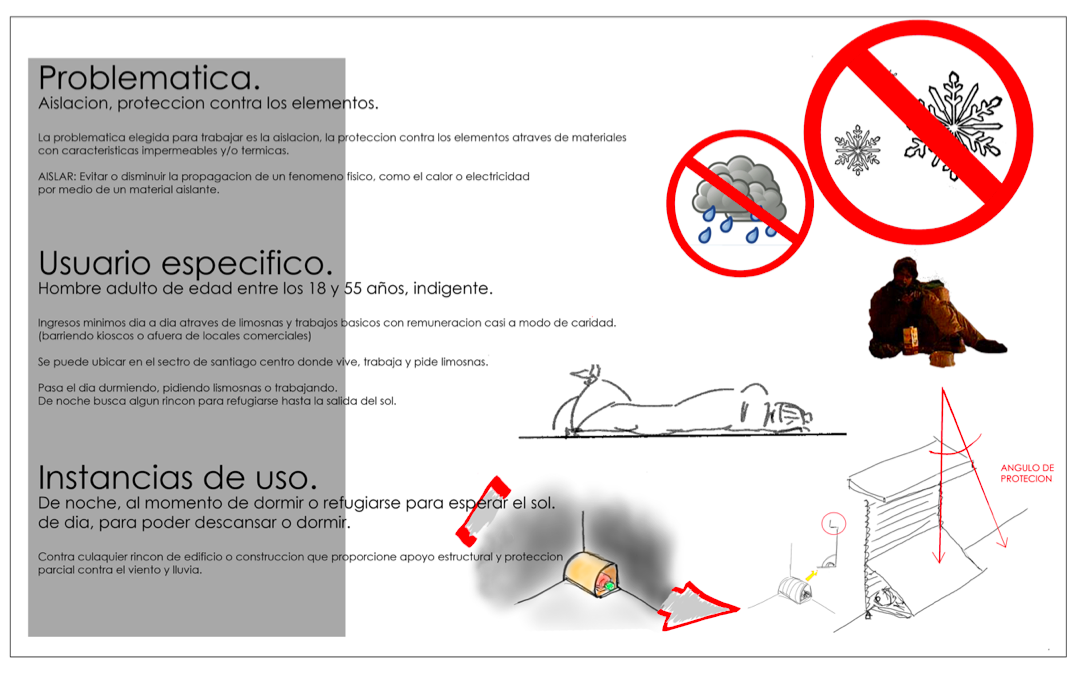 Problematica.
Aislacion, proteccion contra los elementos.
La problematica elegida para trabajar es la aislacion, la proteccion contra los elementos atraves de materiales
con caracteristicas impermeables y/o termicas.
AISLAR: Evitar o disminuir la propagacion de un fenomeno fisico, como el calor o electricidad
por medio de un material aislante.
Usuario especifico.
Hombre adulto de edad entre los 18 y 55 años, indigente.
Ingresos minimos dia a dia atraves de limosnas y trabajos basicos con remuneracion casi a modo de caridad.
(barriendo kioscos o afuera de locales comerciales)
Se puede ubicar en el sectro de santiago centro donde vive, trabaja y pide limosnas.
Pasa el dia durmiendo, pidiendo lismosnas o trabajando.
De noche busca algun rincon para refugiarse hasta la salida del sol.
ANGULO DE
PROTECION
Instancias de uso.
De noche, al momento de dormir o refugiarse para esperar el sol.
de dia, para poder descansar o dormir.
Contra culaquier rincon de edificio o construccion que proporcione apoyo estructural y proteccion
parcial contra el viento y lluvia.